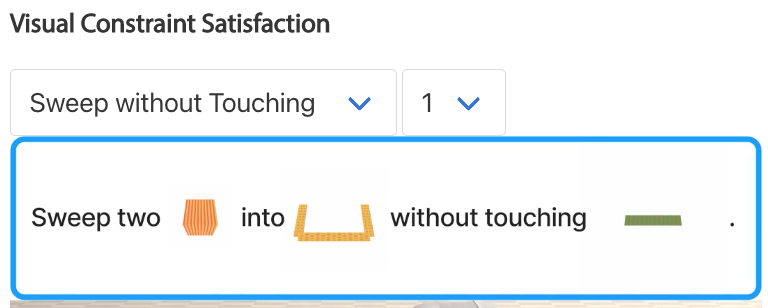 Visual Constraint Satisfaction
Sweep without Touching 1
Sweep two into without touching .